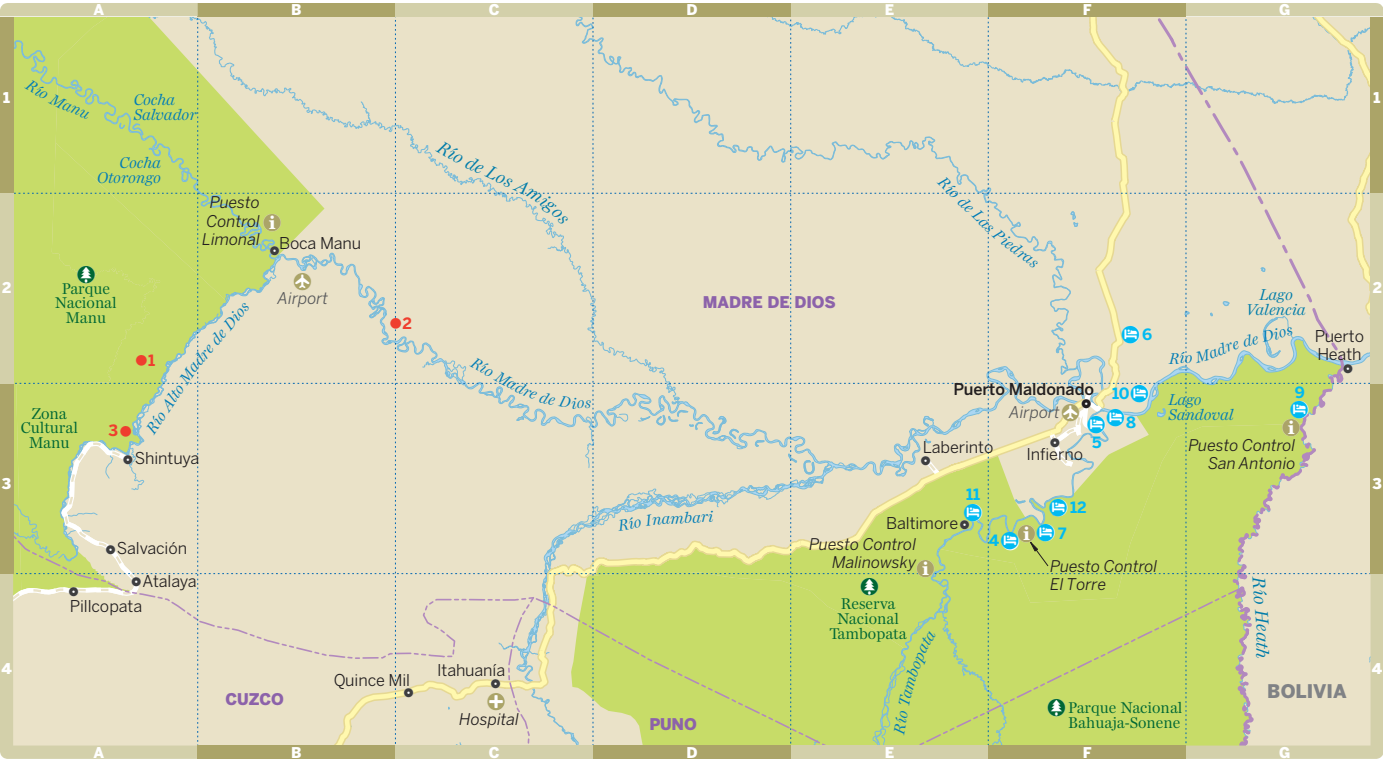 A
B
C
D
E
F
G
1
1
Río Manu
Cocha
Salvador
Cocha
Otorongo
Río de Los Amigos
Río de Las Piedras
Puesto
Control
Limonal
Boca Manu
Airport
2
2
Parque
Nacional
Manu
MADRE DE DIOS
2
1
Río Alto Madre de Dios
Río Madre de Dios
6
Lago
Valencia
Río Madre de Dios
Puerto
Heath
Zona
Cultural
Manu
3
Shintuya
Puerto Maldonado
Airport
10
8
5
Lago
Sandoval
9
Infierno
Laberinto
Puesto Control
San Antonio
3
3
Río Inambari
11
Baltimore
12
4
7
Puesto Control
Malinowsky
Puesto Control
El Torre
Salvación
Atalaya
Pillcopata
Reserva
Nacional
Tambopata
Río Tambopata
Río Heath
4
4
Itahuanía
Quince Mil
Hospital
CUZCO
PUNO
Parque Nacional
Bahuaja-Sonene
BOLIVIA
A
B
C
D
E
F
G